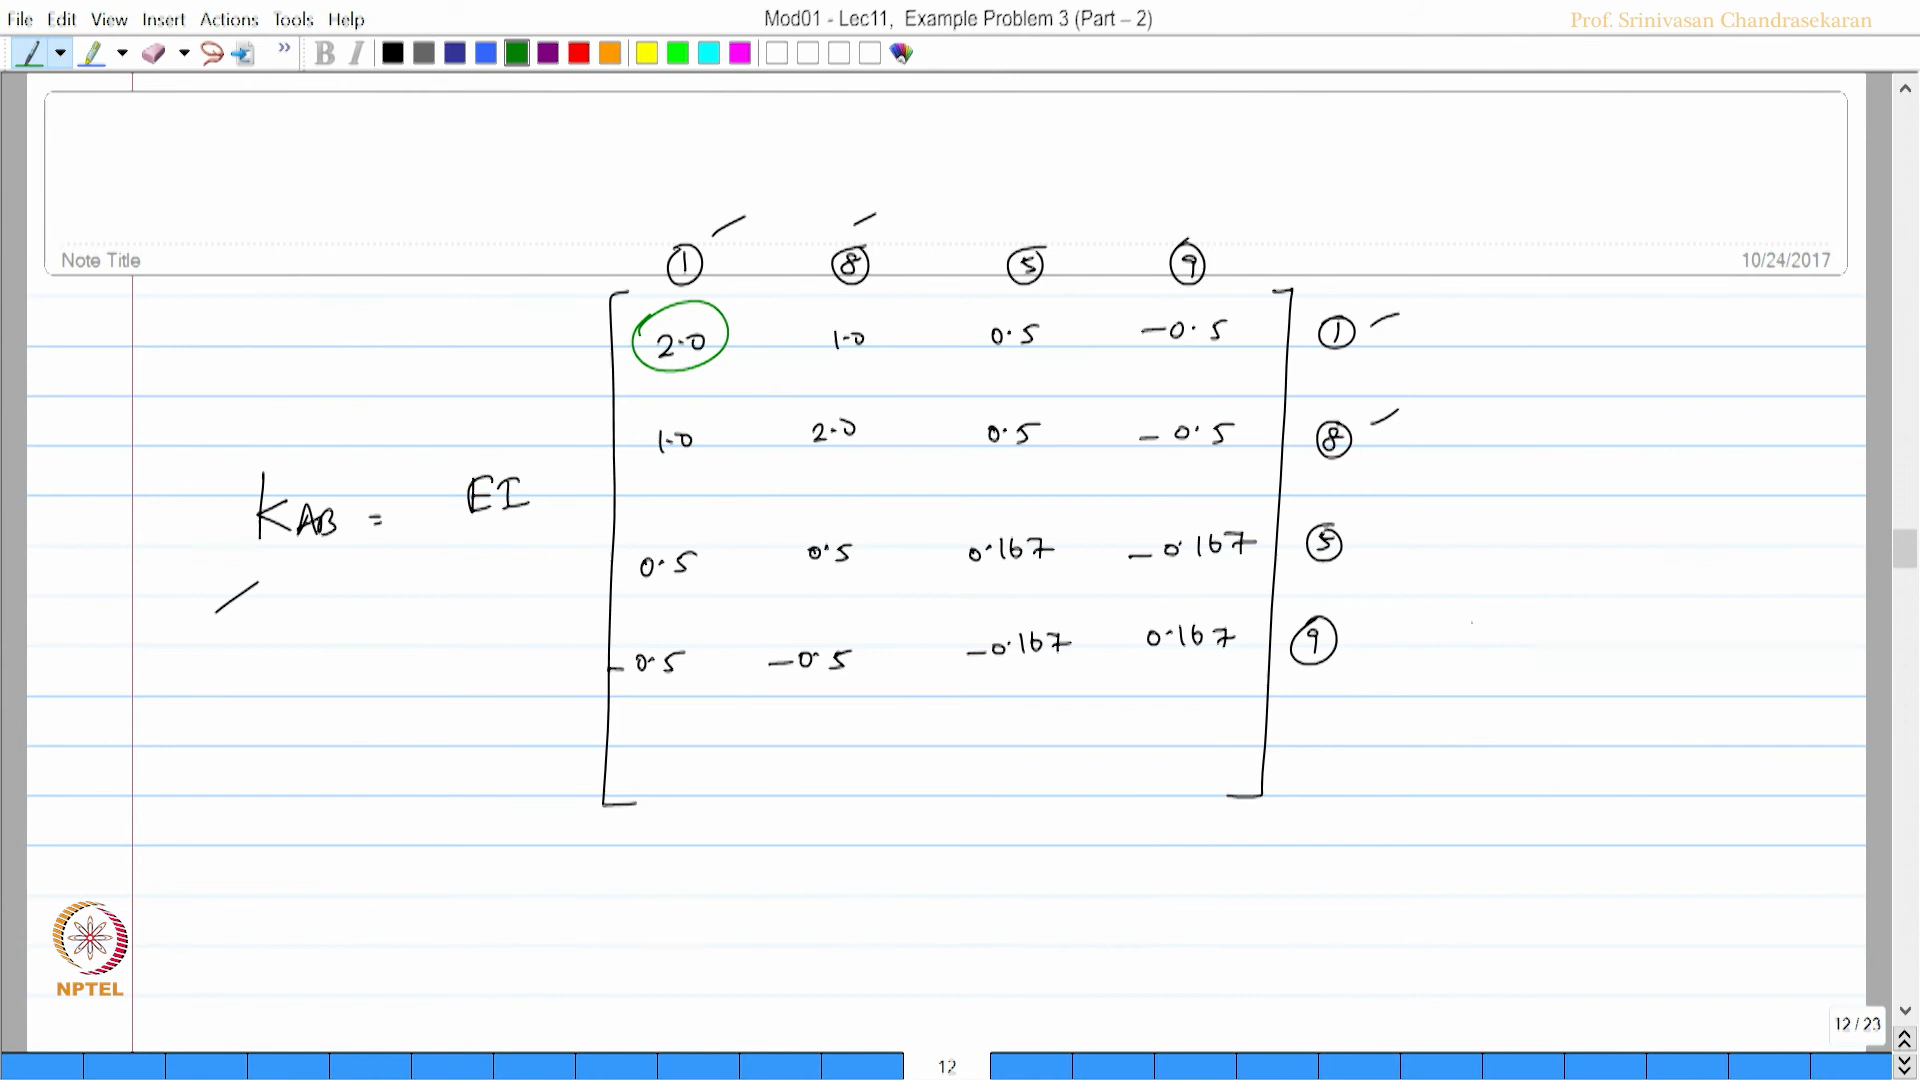 File Edit View Insert Actions Tools Help
Mod01 - Lec11, Example Problem 3 (Part – 2)
Prof. Srinivasan Chandrasekaran
B I
Note Title
10/24/2017
1 8 5 9
2.0 1.0 0.5 -0.5 1
1.0 2.0 0.5 -0.5 8
KAB = EI
0.5 0.5 0.167 -0.167 5
-0.5 -0.5 -0.167 0.167 9
NPTEL
12 / 23
12